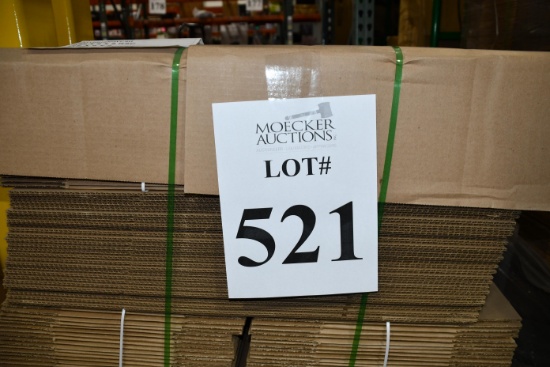 MOECKER
AUCTIONS
LOT#
521